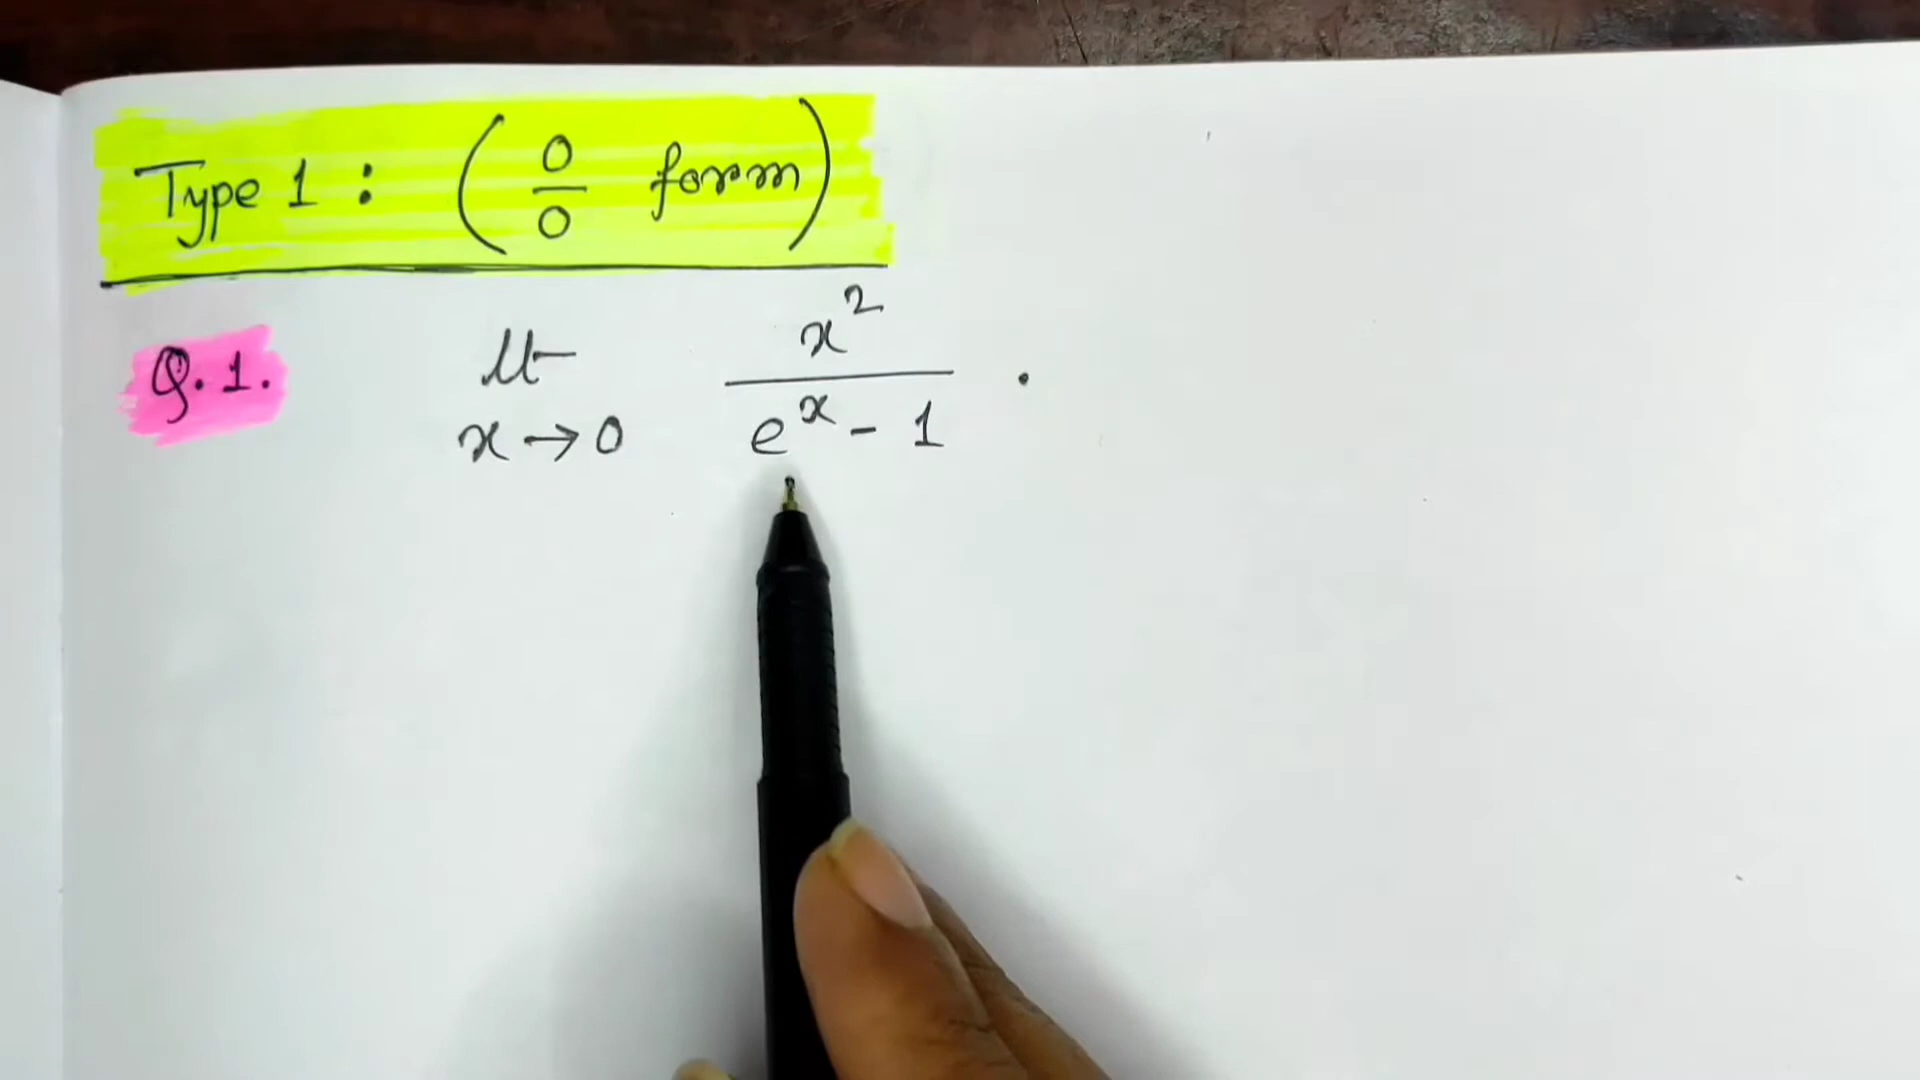 Type 1 : ( 0/0 form )
Q.1. lt x→0 x²/(eˣ - 1) .